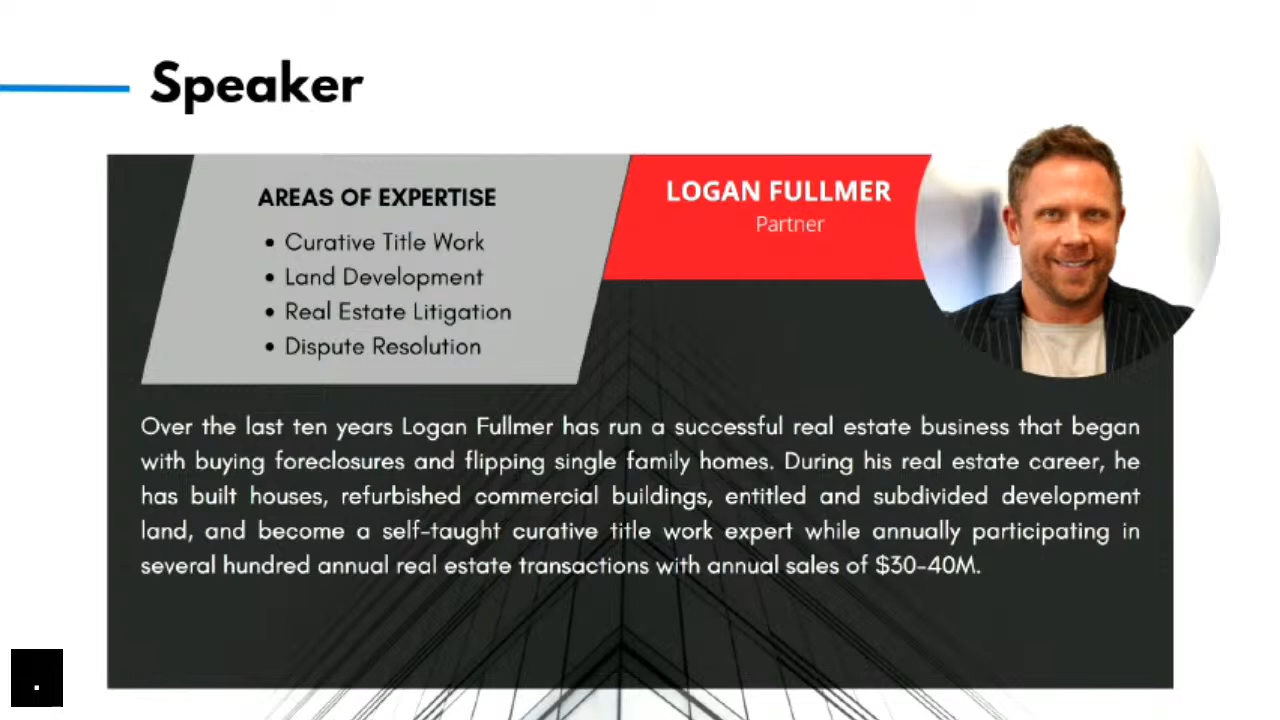 Speaker
AREAS OF EXPERTISE
• Curative Title Work
• Land Development
• Real Estate Litigation
• Dispute Resolution
LOGAN FULLMER
Partner
Over the last ten years Logan Fullmer has run a successful real estate business that began
with buying foreclosures and flipping single family homes. During his real estate career, he
has built houses, refurbished commercial buildings, entitled and subdivided development
land, and become a self-taught curative title work expert while annually participating in
several hundred annual real estate transactions with annual sales of $30-40M.